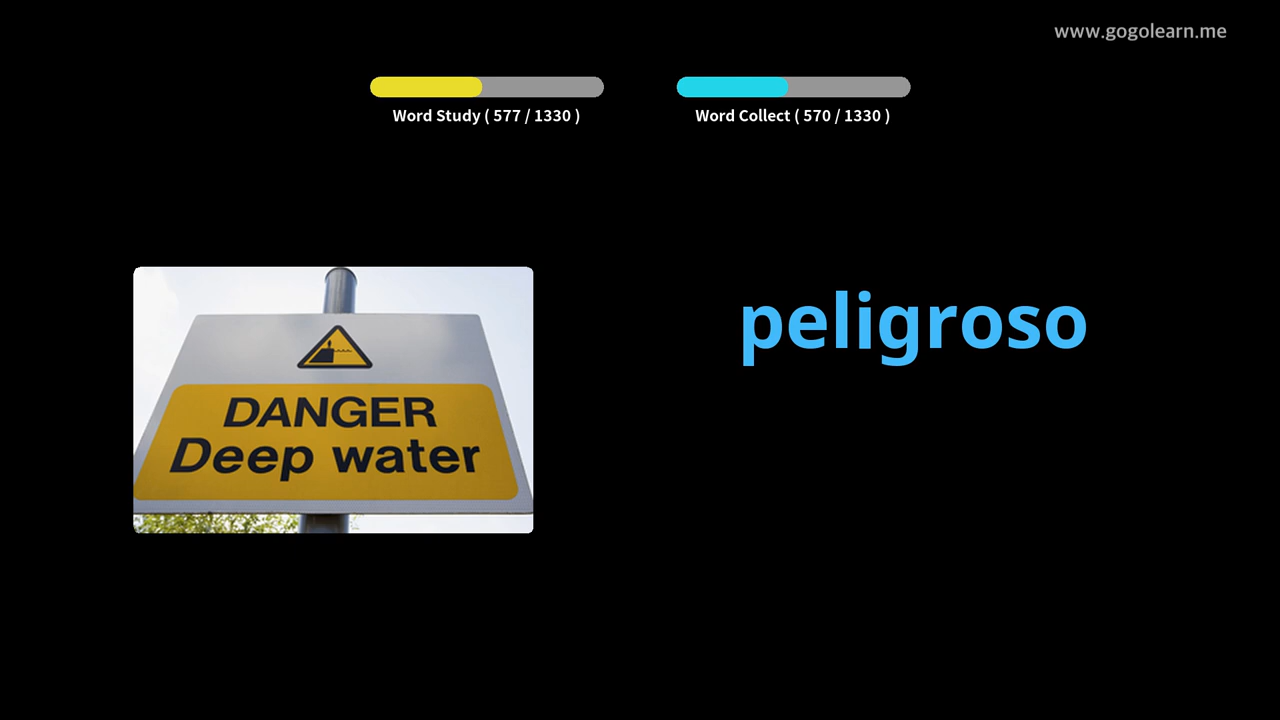 www.gogolearn.me
Word Study ( 577 / 1330 )
Word Collect ( 570 / 1330 )
DANGER
Deep water
peligroso